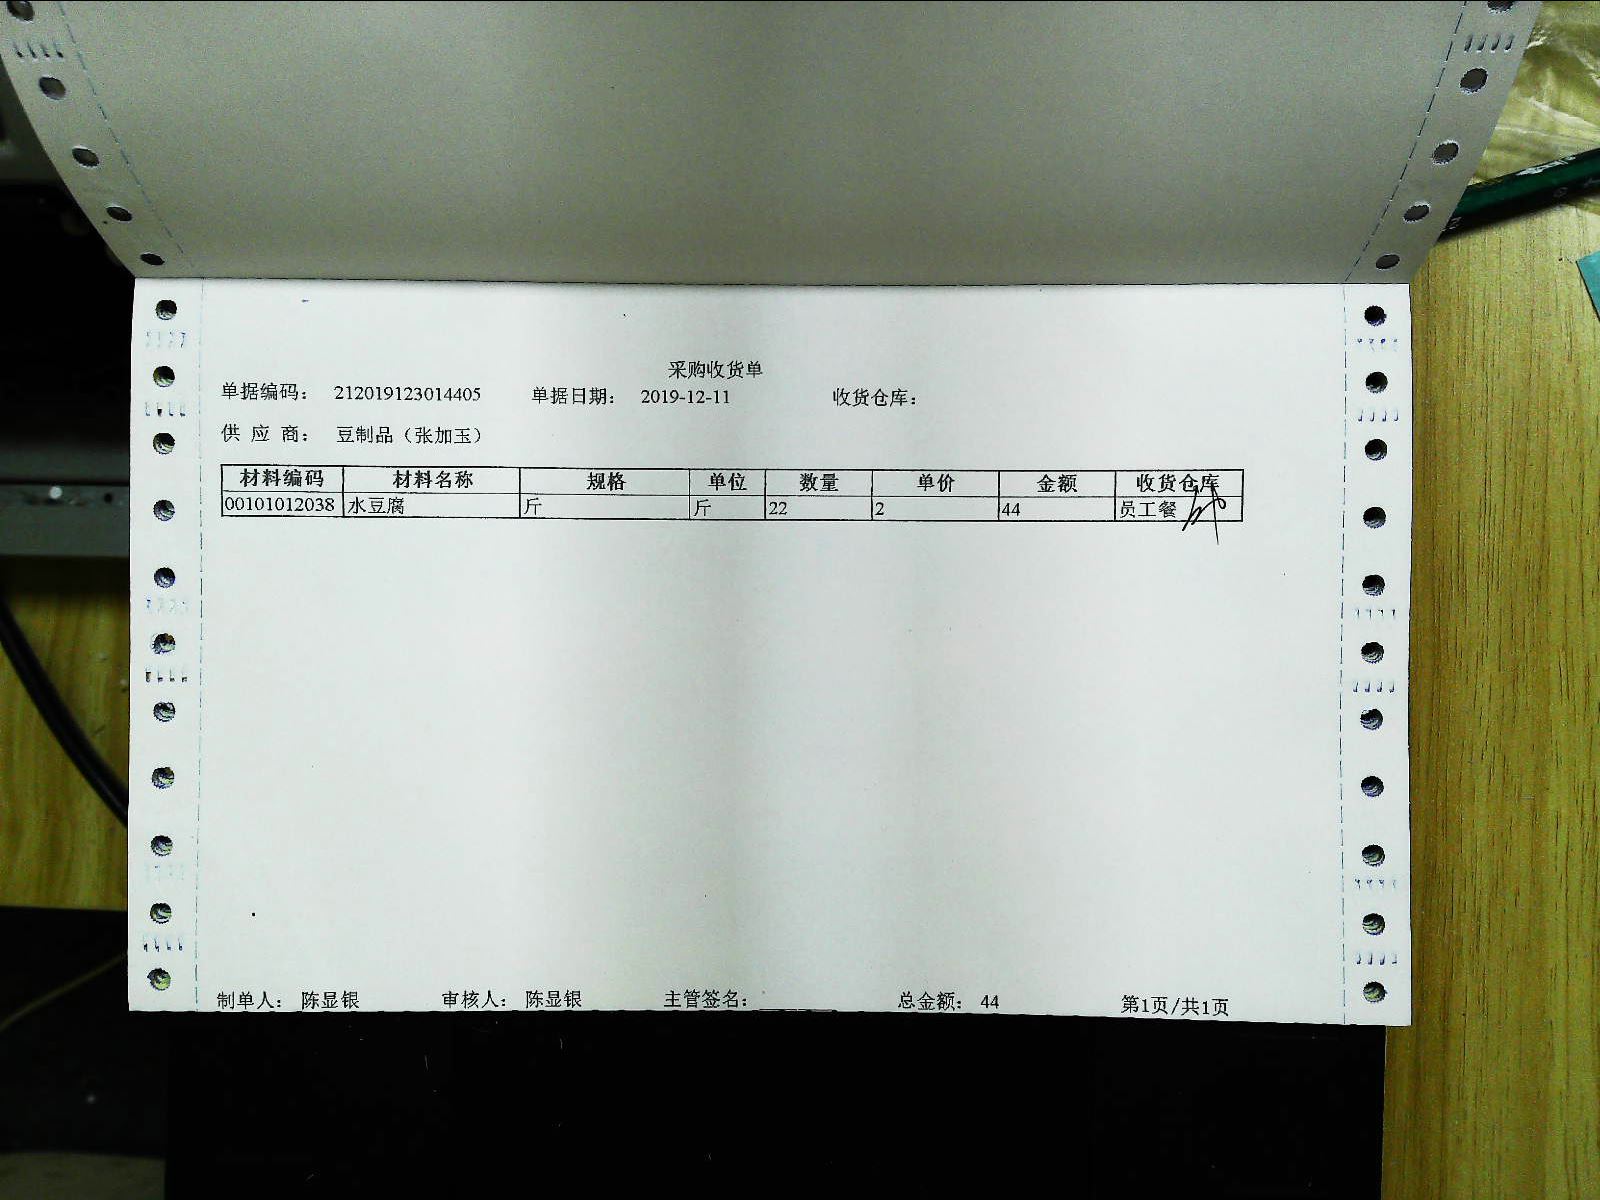 采购收货单
单据编码： 212019123014405 单据日期： 2019-12-11 收货仓库：
供 应 商： 豆制品（张加玉）
材料编码 材料名称 规格 单位 数量 单价 金额 收货仓库
00101012038 水豆腐 斤 斤 22 2 44 员工餐
制单人： 陈显银 审核人： 陈显银 主管签名： 总金额： 44 第1页/共1页